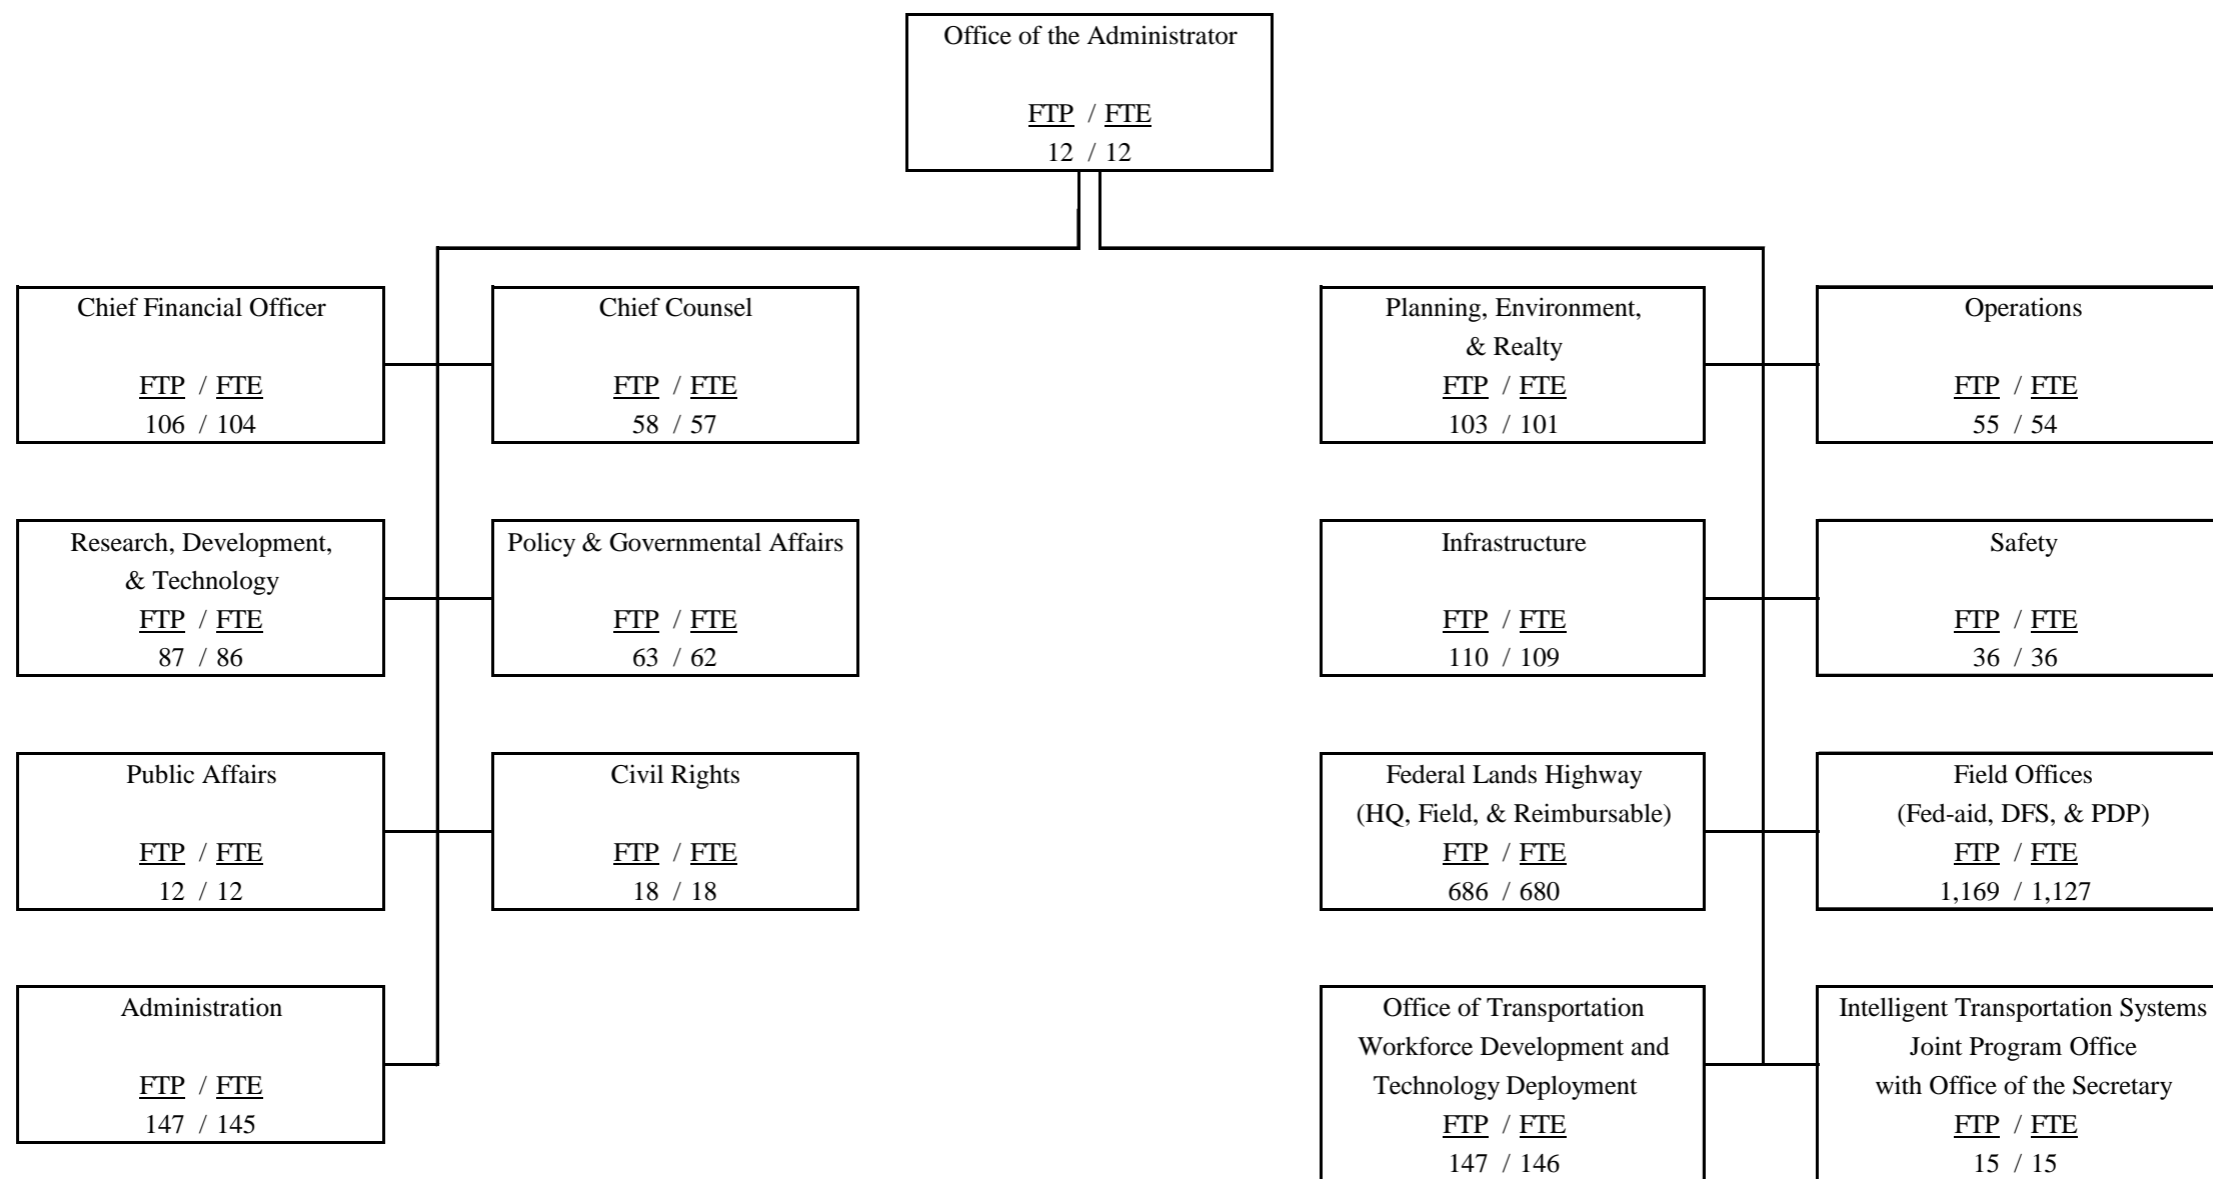 Office of the Administrator
FTP / FTE
12 / 12
Chief Financial Officer
FTP / FTE
106 / 104
Chief Counsel
FTP / FTE
58 / 57
Planning, Environment,
& Realty
FTP / FTE
103 / 101
Operations
FTP / FTE
55 / 54
Research, Development,
& Technology
FTP / FTE
87 / 86
Policy & Governmental Affairs
FTP / FTE
63 / 62
Infrastructure
FTP / FTE
110 / 109
Safety
FTP / FTE
36 / 36
Public Affairs
FTP / FTE
12 / 12
Civil Rights
FTP / FTE
18 / 18
Federal Lands Highway
(HQ, Field, & Reimbursable)
FTP / FTE
686 / 680
Field Offices
(Fed-aid, DFS, & PDP)
FTP / FTE
1,169 / 1,127
Administration
FTP / FTE
147 / 145
Office of Transportation
Workforce Development and
Technology Deployment
FTP / FTE
147 / 146
Intelligent Transportation Systems
Joint Program Office
with Office of the Secretary
FTP / FTE
15 / 15